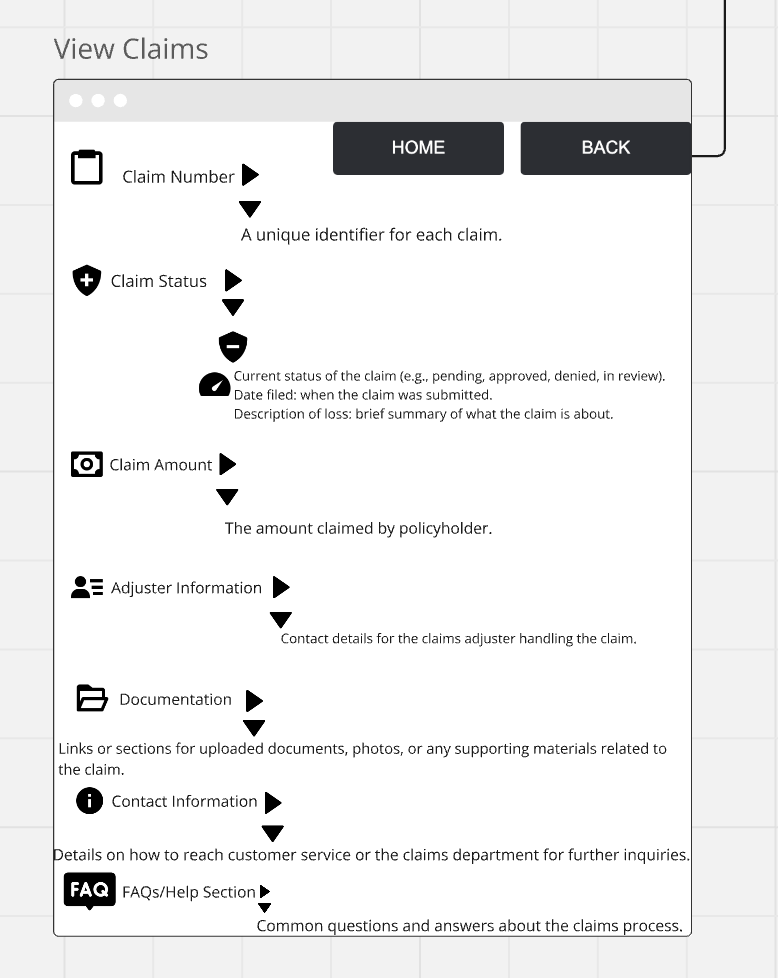 View Claims
HOME
BACK
Claim Number
A unique identifier for each claim.
Claim Status
Current status of the claim (e.g., pending, approved, denied, in review).
Date filed: when the claim was submitted.
Description of loss: brief summary of what the claim is about.
Claim Amount
The amount claimed by policyholder.
Adjuster Information
Contact details for the claims adjuster handling the claim.
Documentation
Links or sections for uploaded documents, photos, or any supporting materials related to
the claim.
Contact Information
Details on how to reach customer service or the claims department for further inquiries.
FAQ
FAQs/Help Section
Common questions and answers about the claims process.